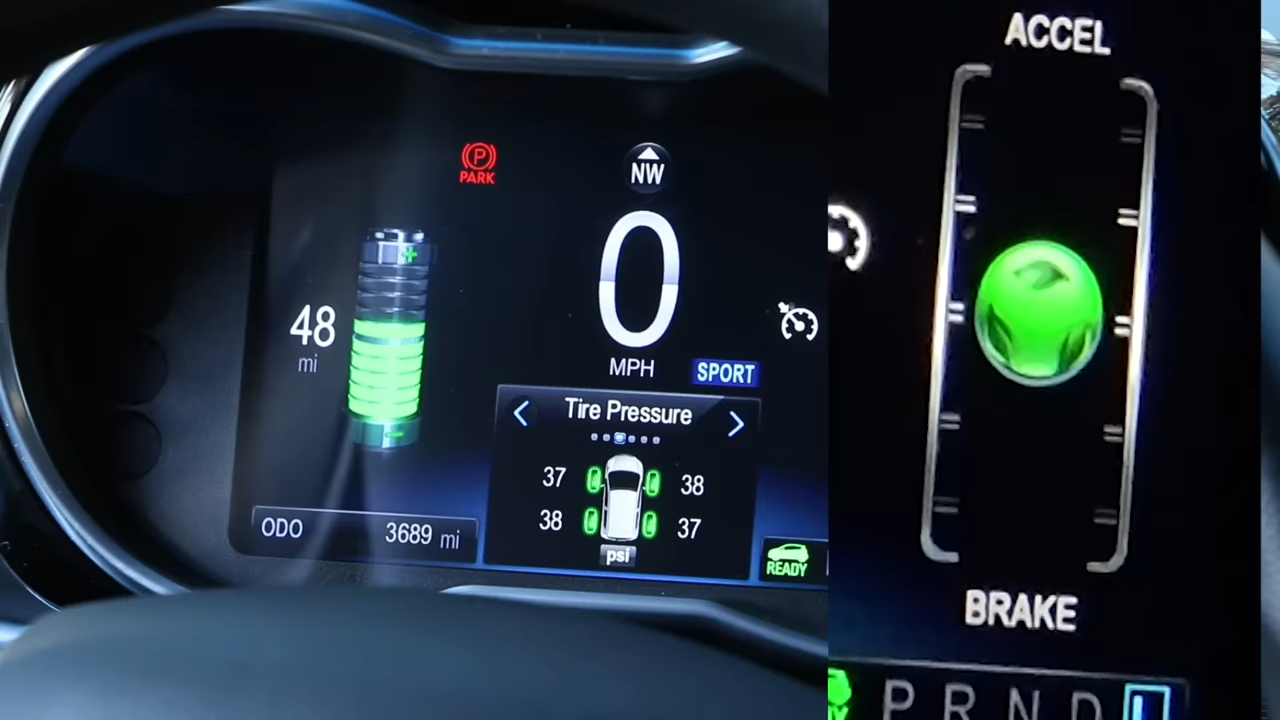 P
PARK
NW
0
MPH
SPORT
48
mi
Tire Pressure
37 38
38 37
psi
ODO 3689 mi
READY
ACCEL
BRAKE
P R N D L